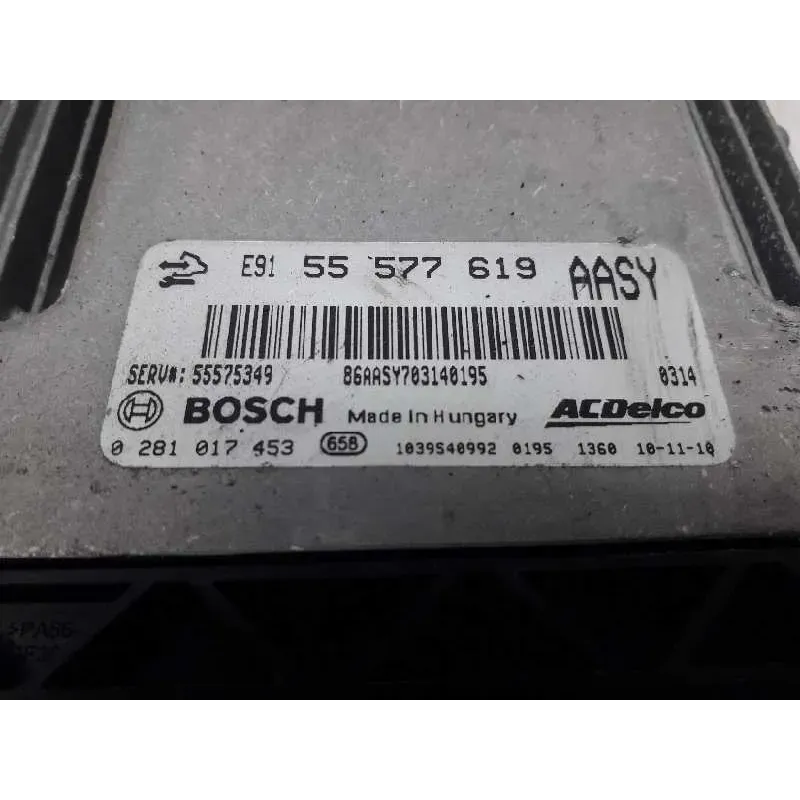 E91 55 577 619 AASY
SERV#: 55575349 86AASY703140195 0314
BOSCH Made in Hungary ACDelco
0 281 017 453 658 1039S40992 0195 1360 10-11-10
>PA66